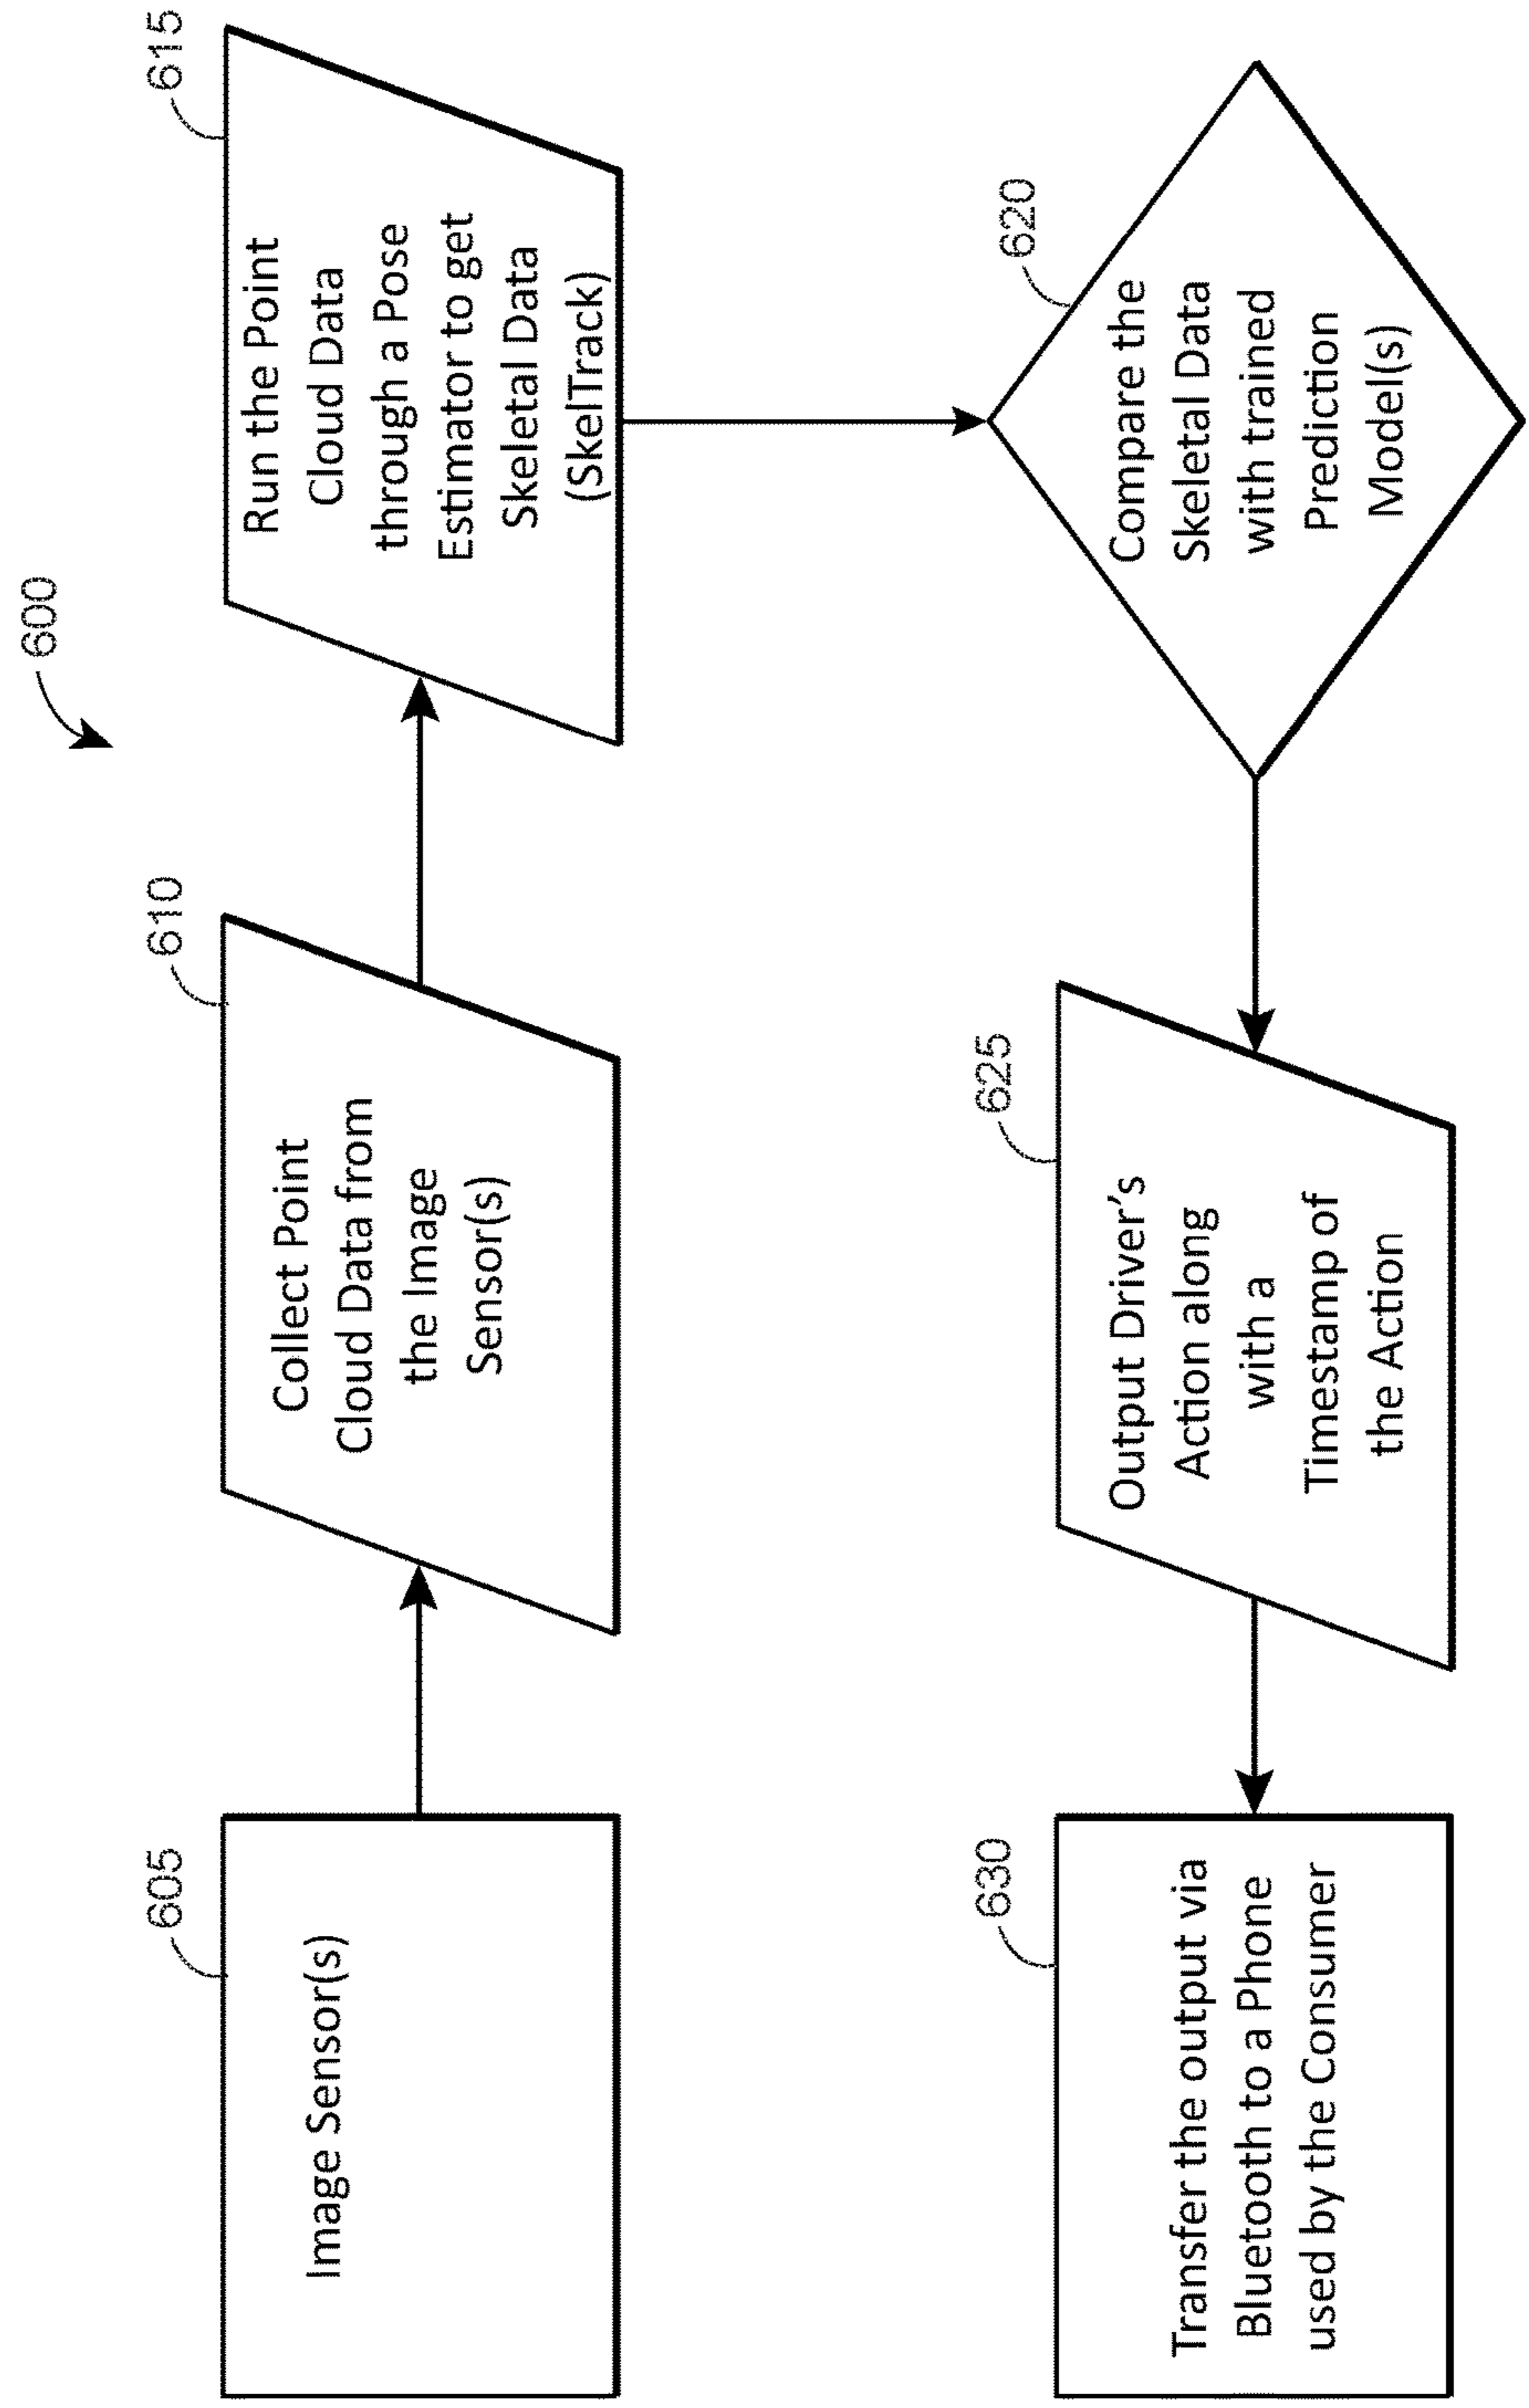 600
605
Image Sensor(s)
610
Collect Point
Cloud Data from
the Image
Sensor(s)
615
Run the Point
Cloud Data
through a Pose
Estimator to get
Skeletal Data
(SkelTrack)
620
Compare the
Skeletal Data
with trained
Prediction
Model(s)
625
Output Driver’s
Action along
with a
Timestamp of
the Action
630
Transfer the output via
Bluetooth to a Phone
used by the Consumer